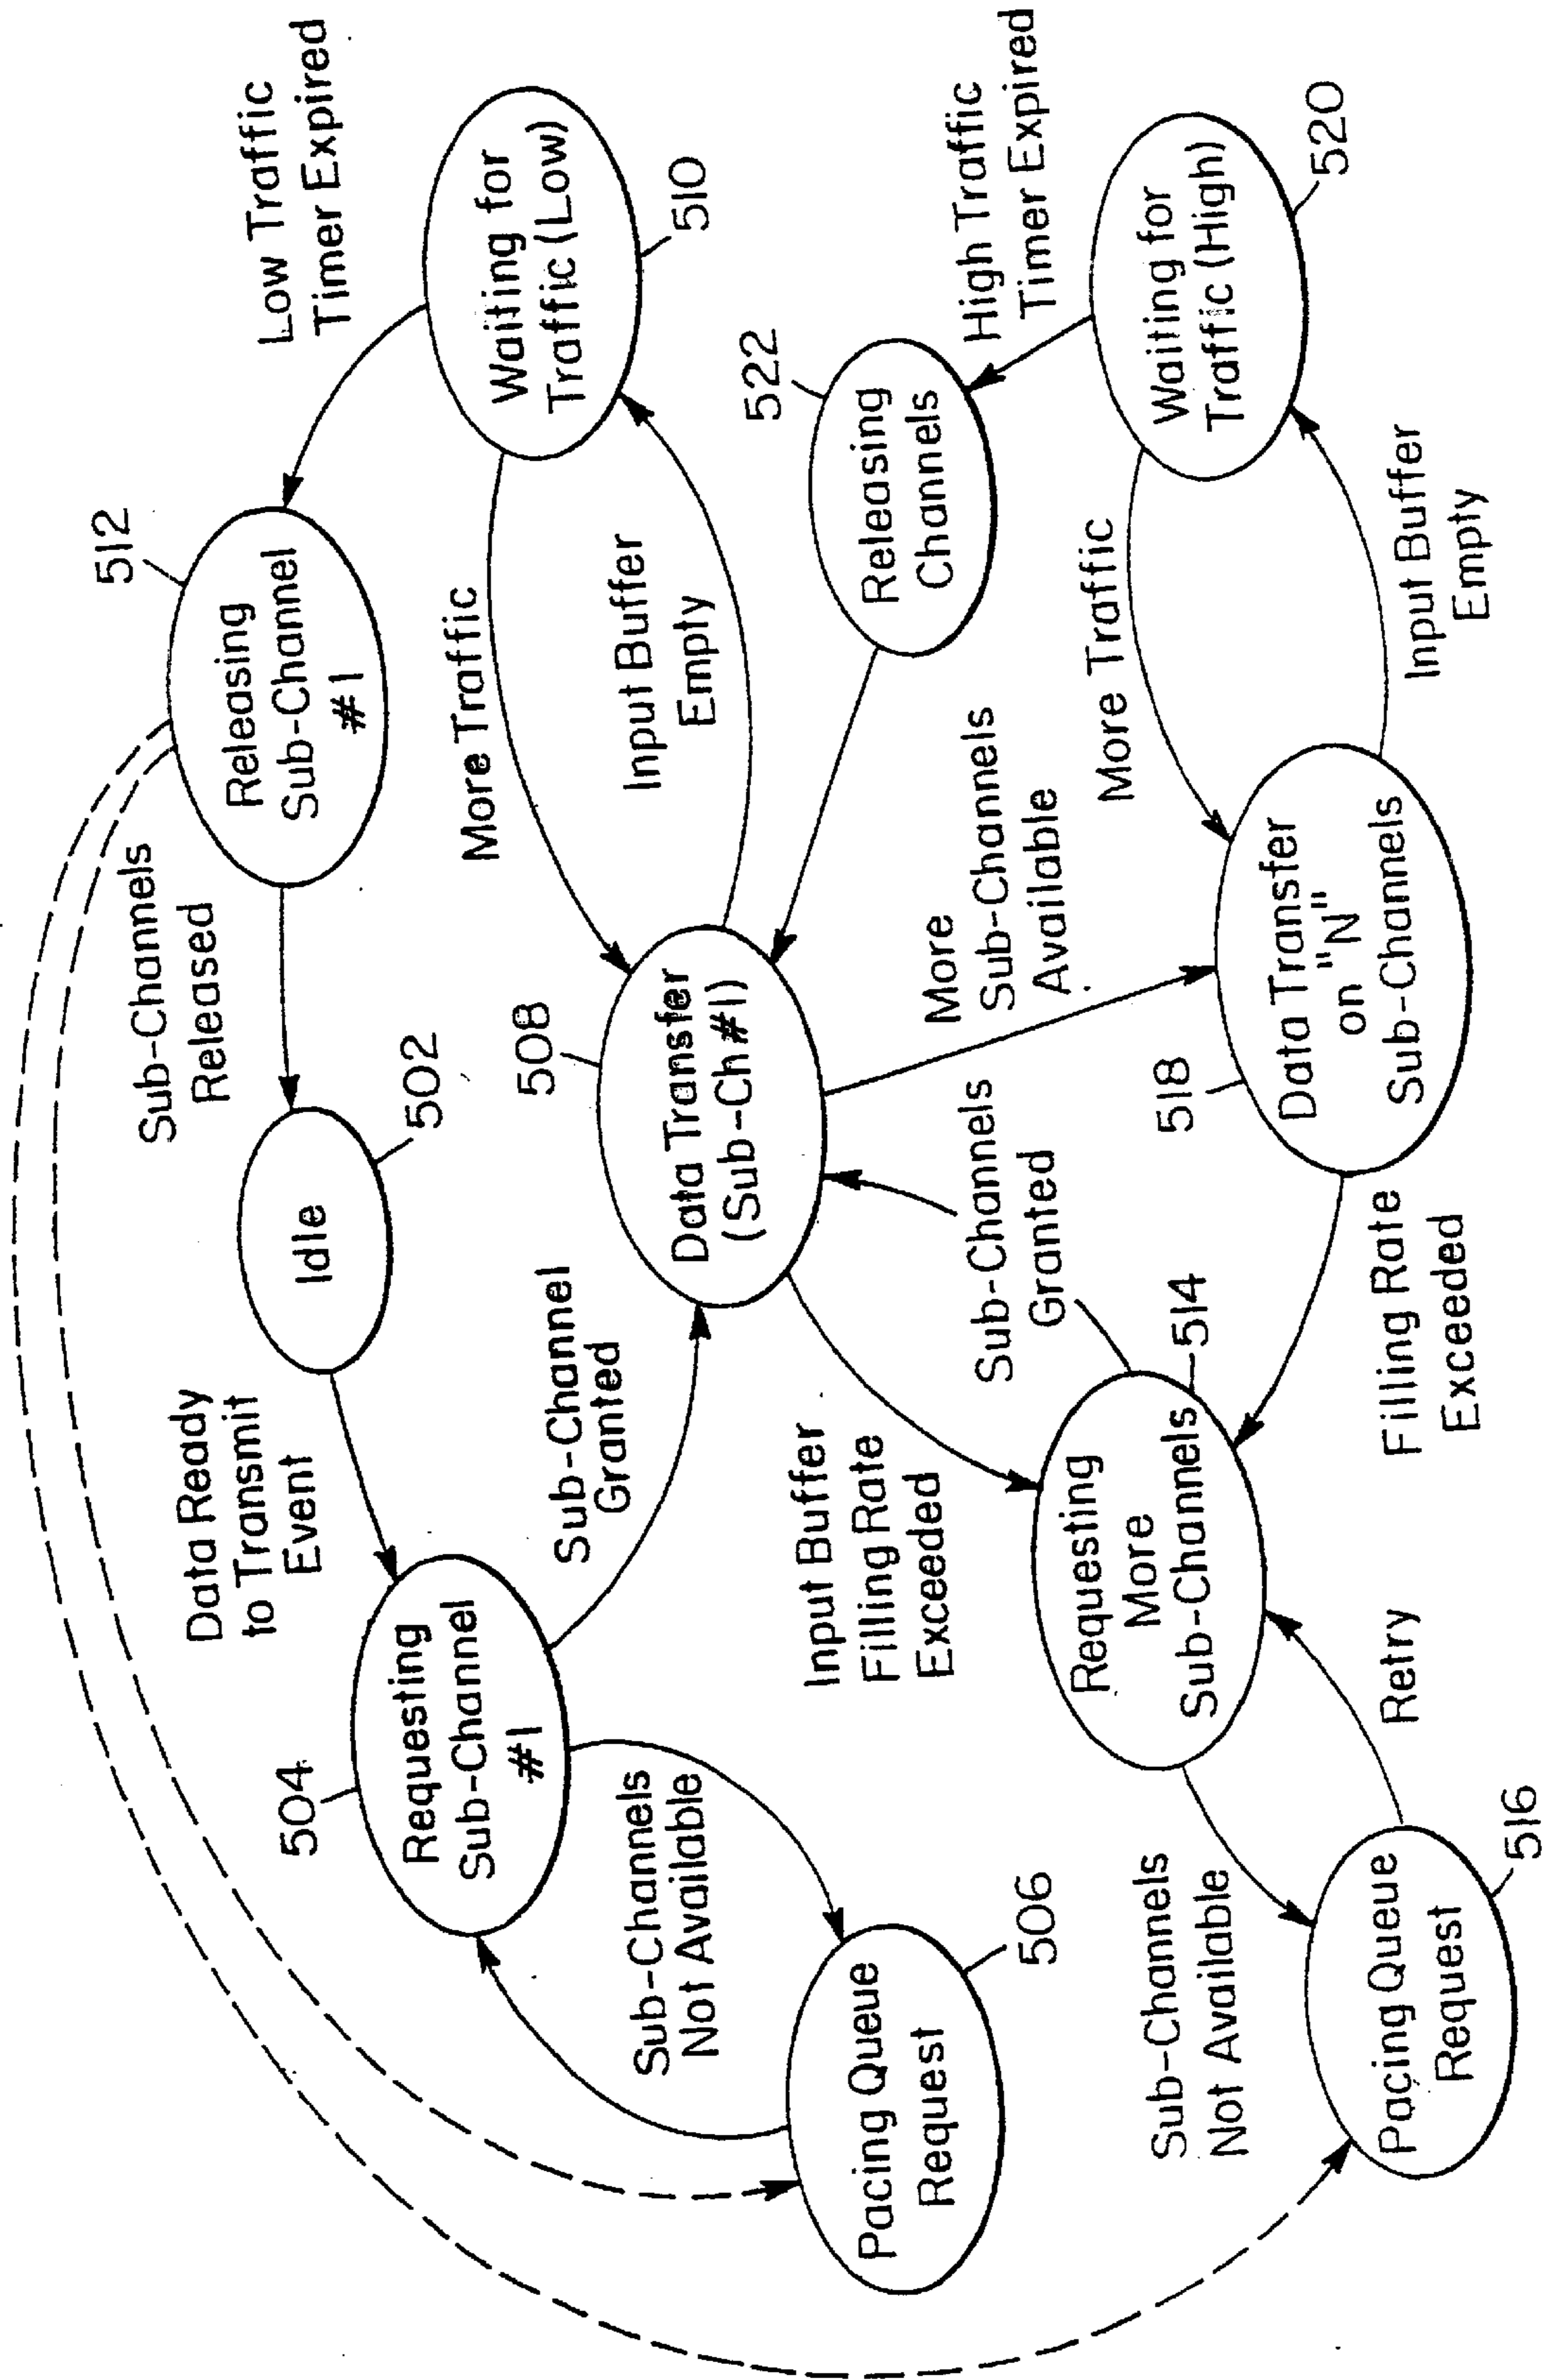 Low Traffic
Timer Expired
512
Releasing
Sub-Channel
#1
Sub-Channels
Released
Idle
502
Data Ready
to Transmit
Event
504
Requesting
Sub-Channel
#1
Waiting for
Traffic (Low)
510
More Traffic
Input Buffer
Empty
508
Data Transfer
(Sub-Ch#1)
Sub-Channel
Granted
Sub-Channels
Not Available
506
Pacing Queue
Request
High Traffic
Timer Expired
522
Releasing
Channels
More
Sub-Channels
Available
Sub-Channels
Granted
Input Buffer
Filling Rate
Exceeded
514
Requesting
More
Sub-Channels
Sub-Channels
Not Available
Waiting for
Traffic (High)
520
More Traffic
Input Buffer
Empty
518
Data Transfer
on "N"
Sub-Channels
Filling Rate
Exceeded
Retry
Pacing Queue
Request
516